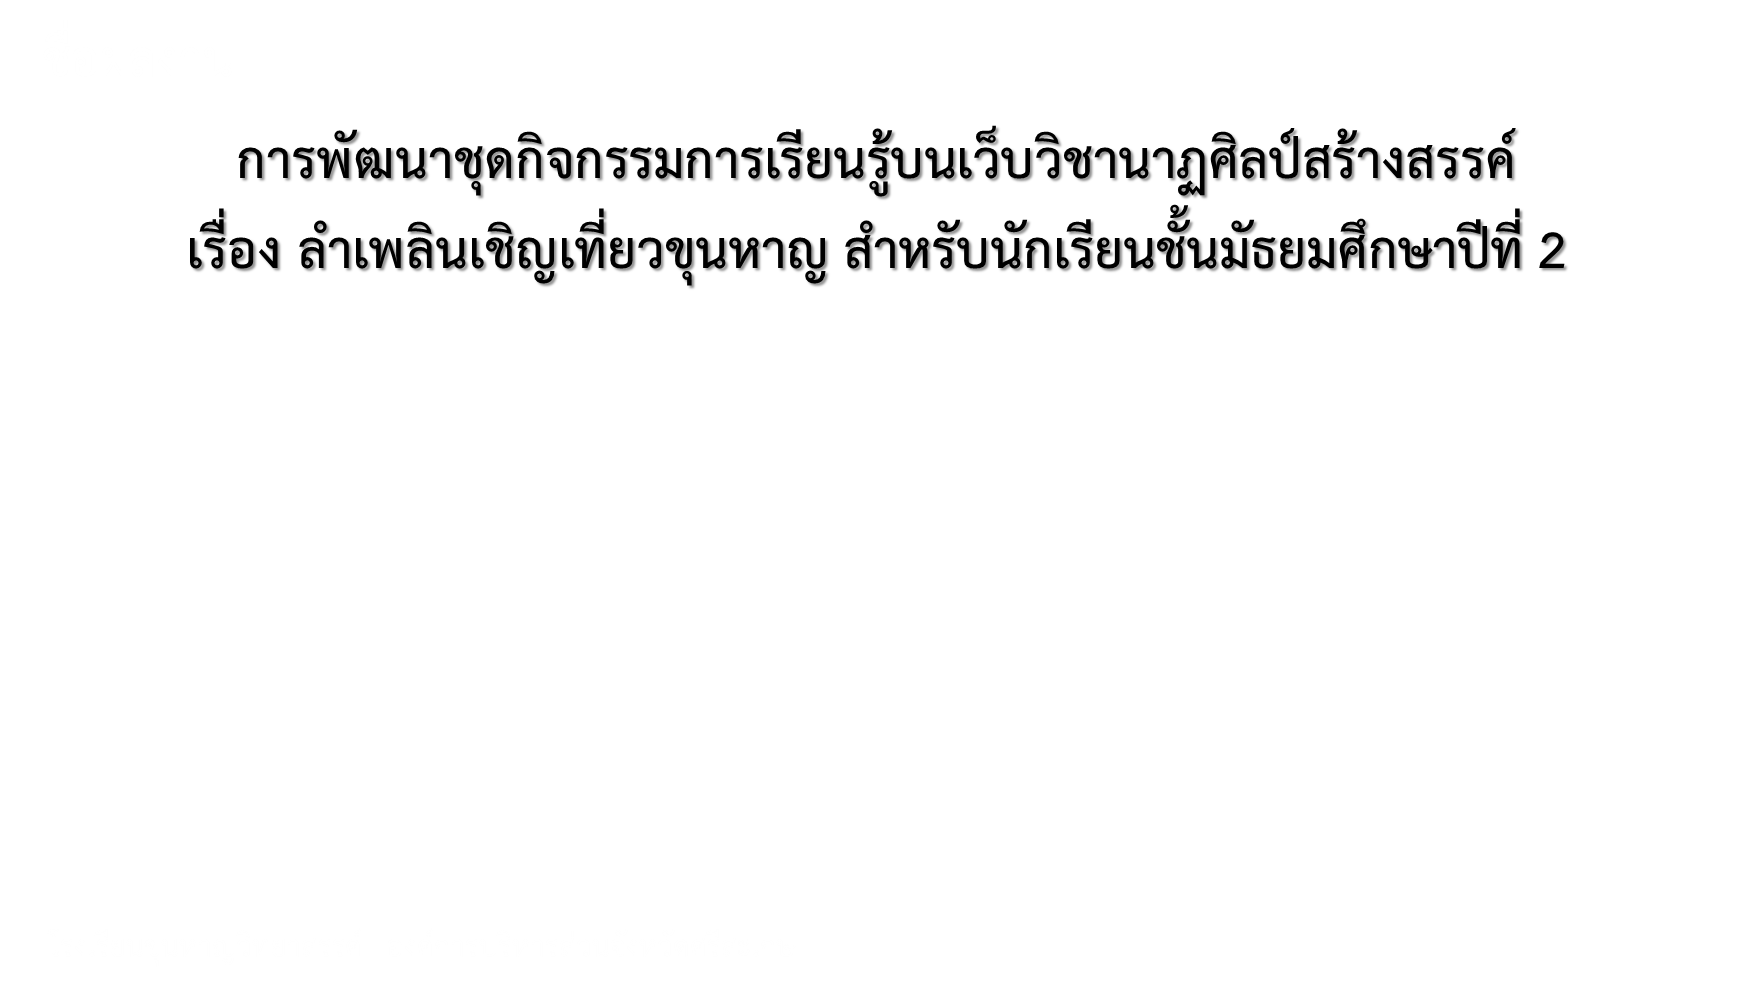 การพัฒนาชุดกิจกรรมการเรียนรู้บนเว็บวิชานาฏศิลป์สร้างสรรค์
เรื่อง ลำเพลินเชิญเที่ยวขุนหาญ สำหรับนักเรียนชั้นมัธยมศึกษาปีที่ 2